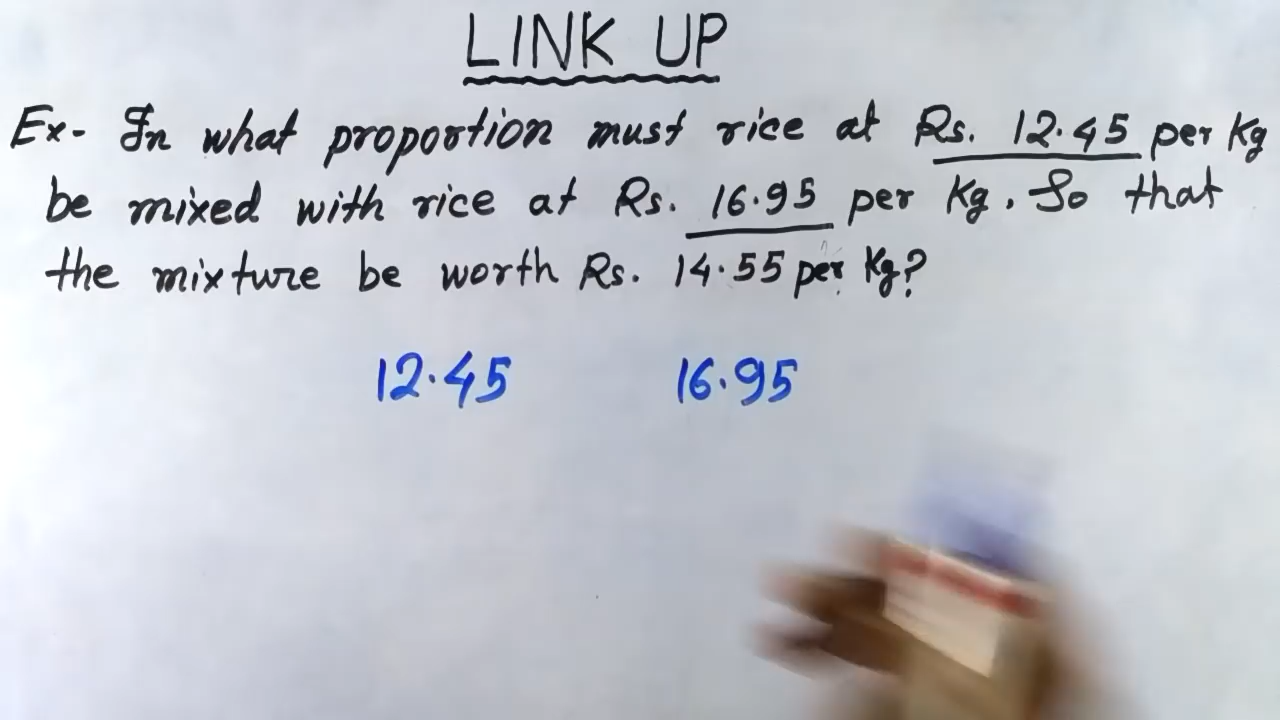 LINK UP
Ex- In what proportion must rice at Rs. 12.45 per Kg
be mixed with rice at Rs. 16.95 per Kg. So that
the mixture be worth Rs. 14.55 per Kg?
12.45 16.95